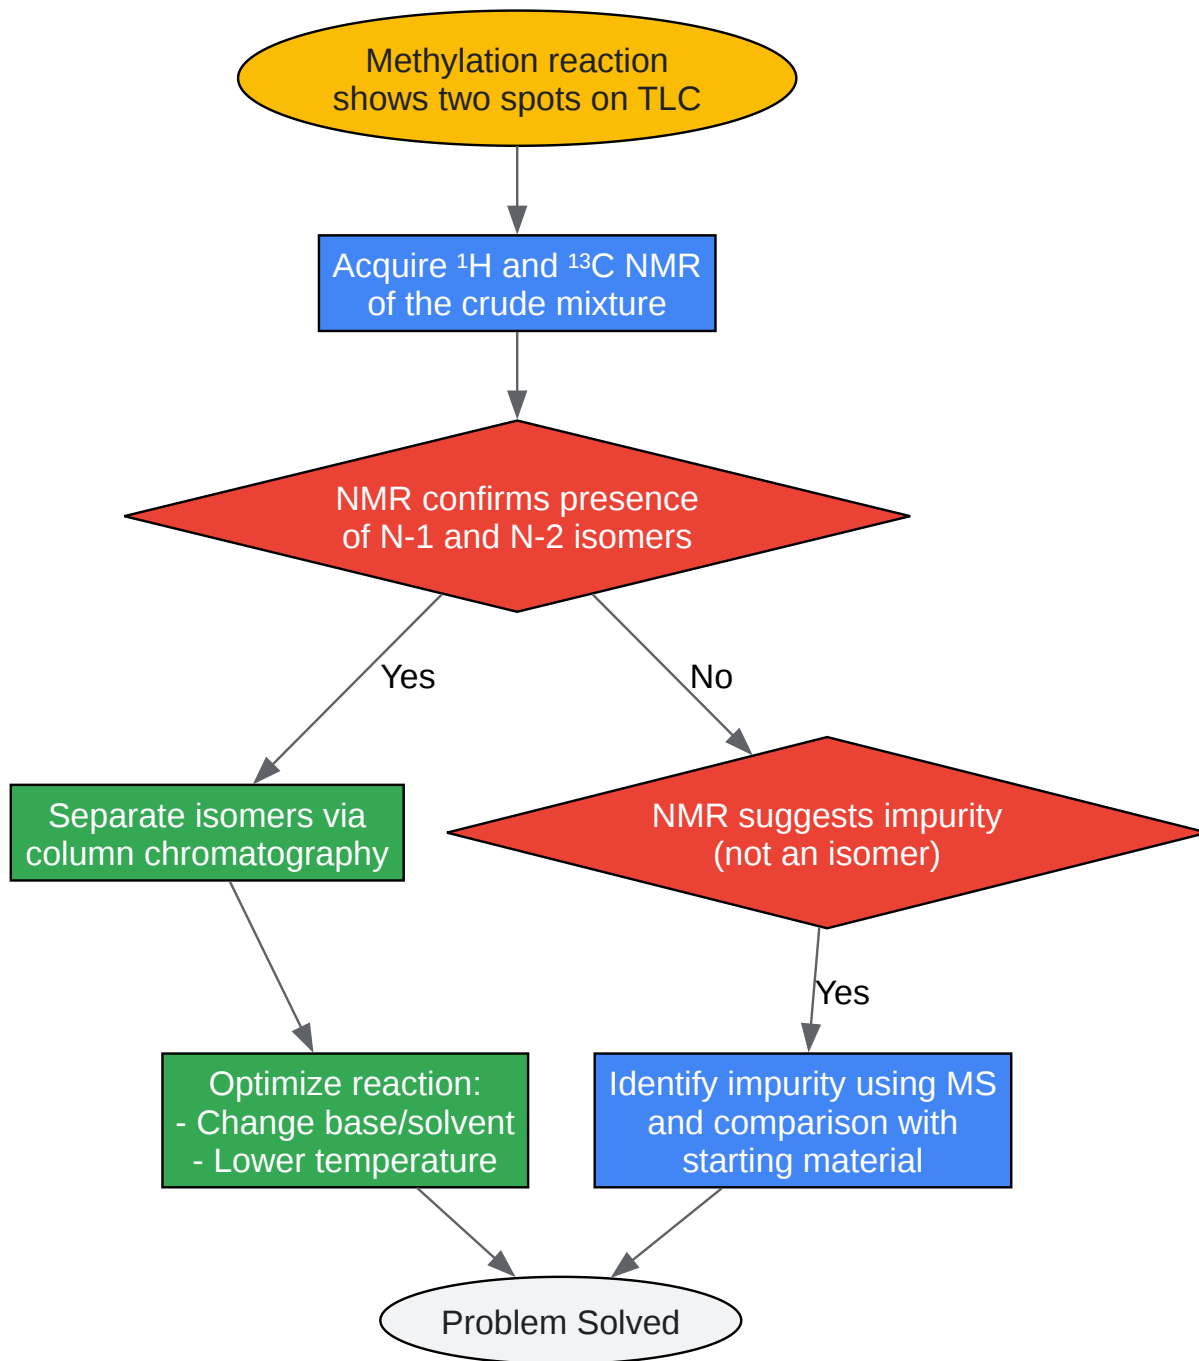 Methylation reaction
shows two spots on TLC
Acquire ¹H and ¹³C NMR
of the crude mixture
NMR confirms presence
of N-1 and N-2 isomers
Yes
No
Separate isomers via
column chromatography
NMR suggests impurity
(not an isomer)
Yes
Optimize reaction:
- Change base/solvent
- Lower temperature
Identify impurity using MS
and comparison with
starting material
Problem Solved